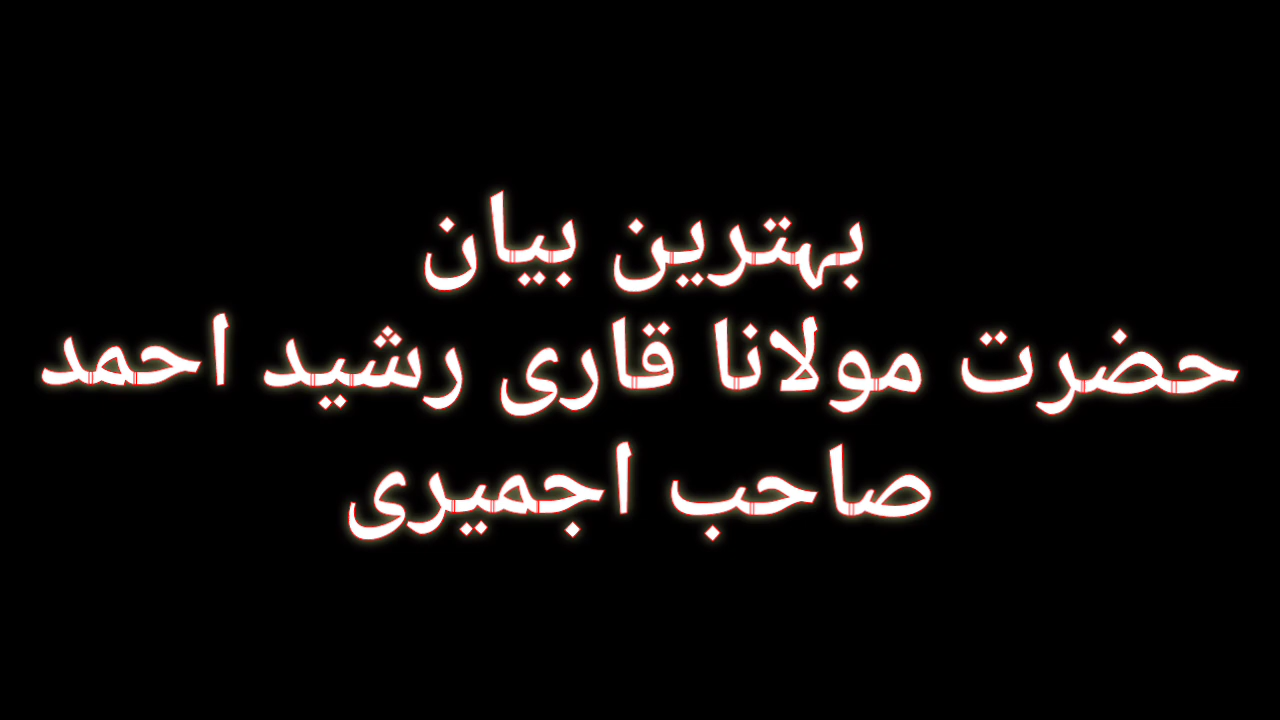 بہترین بیان
حضرت مولانا قاری رشید احمد
صاحب اجمیری